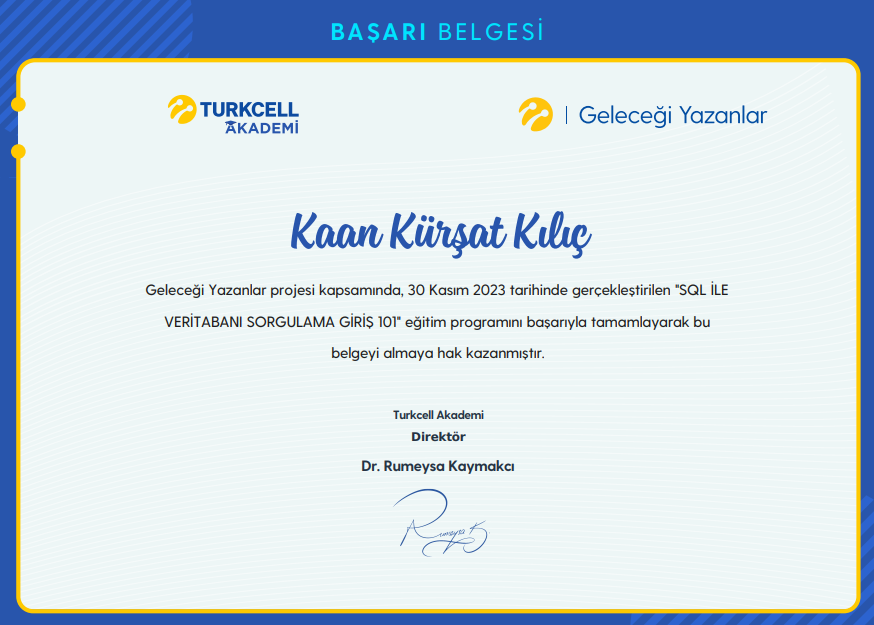 BAŞARI BELGESİ
TURKCELL
AKADEMİ
Geleceği Yazanlar
Kaan Kürşat Kılıç
Geleceği Yazanlar projesi kapsamında, 30 Kasım 2023 tarihinde gerçekleştirilen "SQL İLE
VERİTABANI SORGULAMA GİRİŞ 101" eğitim programını başarıyla tamamlayarak bu
belgeyi almaya hak kazanmıştır.
Turkcell Akademi
Direktör
Dr. Rumeysa Kaymakcı
Rumeysa K